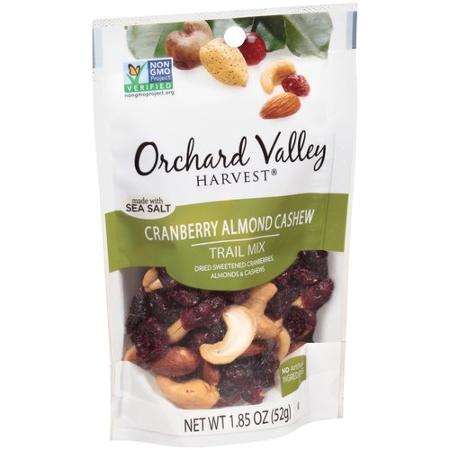 NON
GMO
Project
VERIFIED
nongmoproject.org
Orchard Valley
HARVEST®
made with
SEA SALT
CRANBERRY ALMOND CASHEW
TRAIL MIX
DRIED SWEETENED CRANBERRIES,
ALMONDS & CASHEWS
NO
NET WT 1.85 OZ (52g)